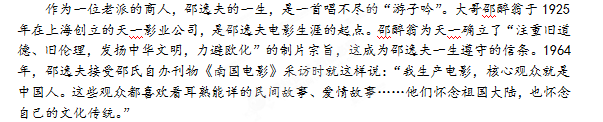 作为一位老派的商人，邵逸夫的一生，是一首唱不尽的“游子吟”。大哥邵醉翁于 1925
年在上海创立的天一影业公司，是邵逸夫电影生涯的起点。邵醉翁为天一确立了“注重旧道
德、旧伦理，发扬中华文明，力避欧化”的制片宗旨，这成为邵逸夫一生遵守的信条。1964
年，邵逸夫接受邵氏自办刊物《南国电影》采访时就这样说：“我生产电影，核心观众就是
中国人。这些观众都喜欢看耳熟能详的民间故事、爱情故事……他们怀念祖国大陆，也怀念
自己的文化传统。”